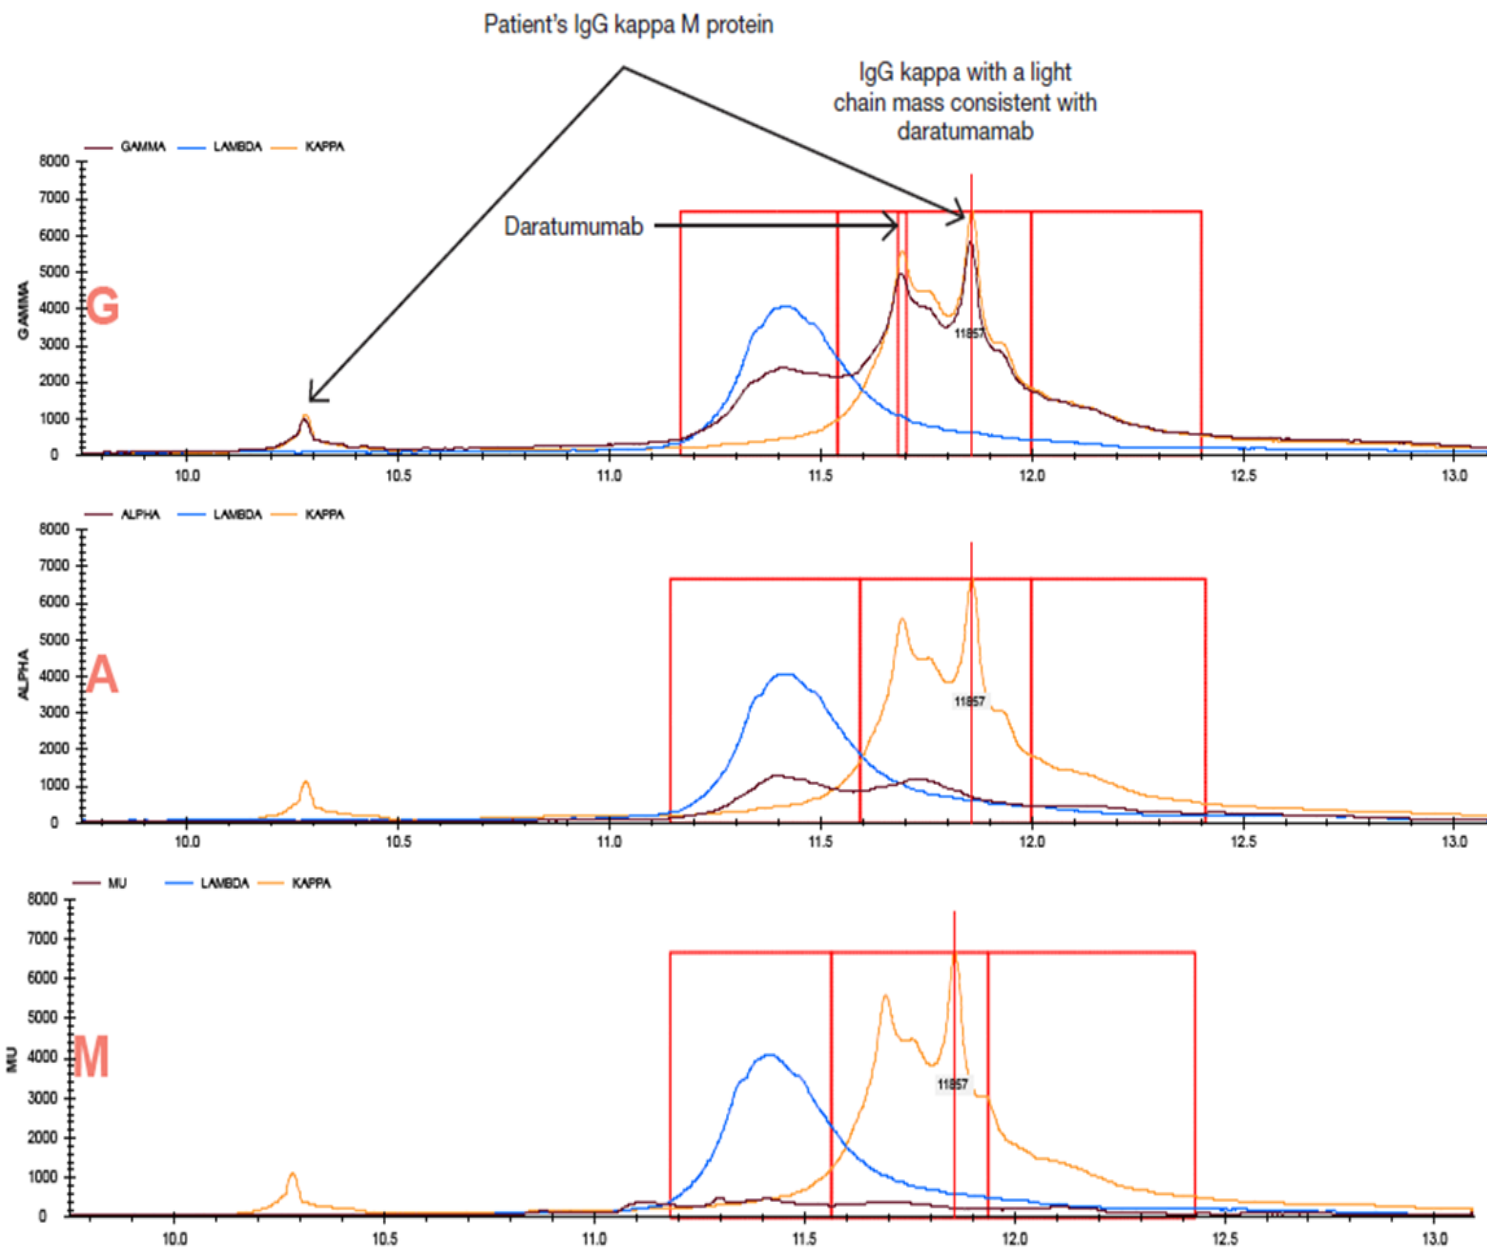 Patient's IgG kappa M protein
IgG kappa with a light
chain mass consistent with
daratumamab
Daratumumab
GAMMA LAMBDA KAPPA
8000
7000
6000
5000
4000
3000
2000
1000
0
GAMMA
G
11857
10.0 10.5 11.0 11.5 12.0 12.5 13.0
ALPHA LAMBDA KAPPA
8000
7000
6000
5000
4000
3000
2000
1000
0
ALPHA
A
11857
10.0 10.5 11.0 11.5 12.0 12.5 13.0
MU LAMBDA KAPPA
8000
7000
6000
5000
4000
3000
2000
1000
0
MU
M
11857
10.0 10.5 11.0 11.5 12.0 12.5 13.0